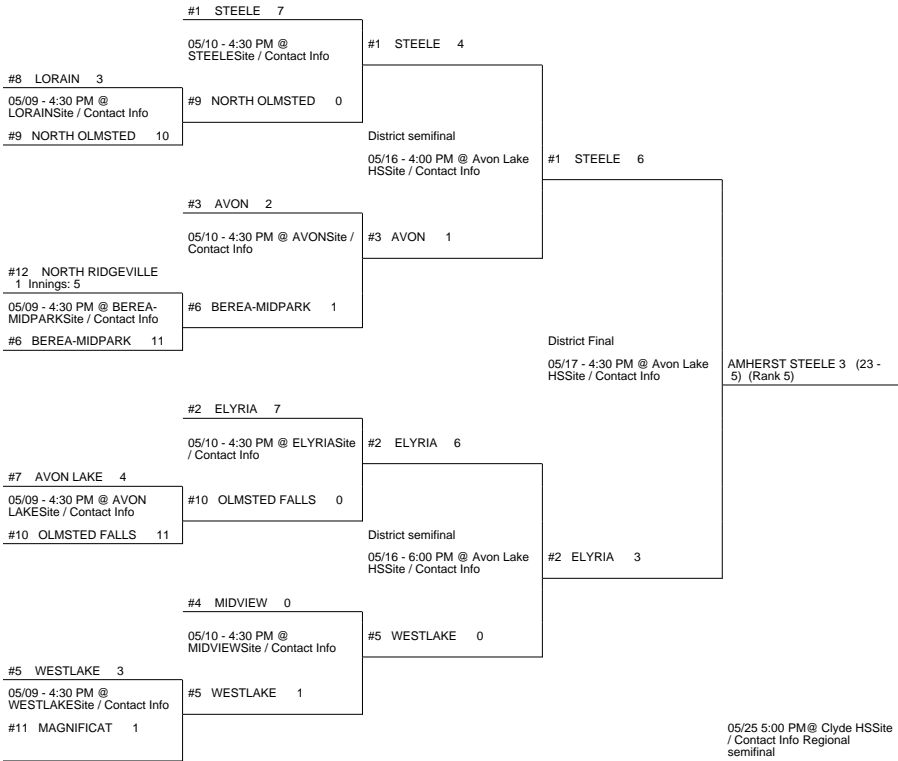 #1 STEELE 7
05/10 - 4:30 PM @
STEELESite / Contact Info
#1 STEELE 4
#8 LORAIN 3
05/09 - 4:30 PM @
LORAINSite / Contact Info
#9 NORTH OLMSTED 0
#9 NORTH OLMSTED 10
District semifinal
05/16 - 4:00 PM @ Avon Lake
HSSite / Contact Info
#1 STEELE 6
#3 AVON 2
05/10 - 4:30 PM @ AVONSite /
Contact Info
#3 AVON 1
#12 NORTH RIDGEVILLE
1 Innings: 5
05/09 - 4:30 PM @ BEREA-
MIDPARKSite / Contact Info
#6 BEREA-MIDPARK 1
#6 BEREA-MIDPARK 11
District Final
05/17 - 4:30 PM @ Avon Lake
HSSite / Contact Info
AMHERST STEELE 3 (23 -
5) (Rank 5)
#2 ELYRIA 7
05/10 - 4:30 PM @ ELYRIASite
/ Contact Info
#2 ELYRIA 6
#7 AVON LAKE 4
05/09 - 4:30 PM @ AVON
LAKESite / Contact Info
#10 OLMSTED FALLS 0
#10 OLMSTED FALLS 11
District semifinal
05/16 - 6:00 PM @ Avon Lake
HSSite / Contact Info
#2 ELYRIA 3
#4 MIDVIEW 0
05/10 - 4:30 PM @
MIDVIEWSite / Contact Info
#5 WESTLAKE 0
#5 WESTLAKE 3
05/09 - 4:30 PM @
WESTLAKESite / Contact Info
#5 WESTLAKE 1
#11 MAGNIFICAT 1
05/25 5:00 PM@ Clyde HSSite
/ Contact Info Regional
semifinal